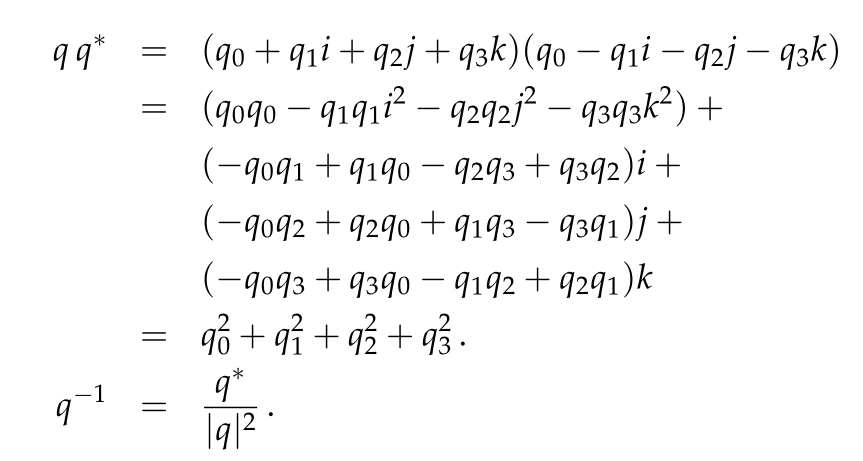 q q* = (q₀ + q₁i + q₂j + q₃k)(q₀ − q₁i − q₂j − q₃k)
= (q₀q₀ − q₁q₁i² − q₂q₂j² − q₃q₃k²) +
(−q₀q₁ + q₁q₀ − q₂q₃ + q₃q₂)i +
(−q₀q₂ + q₂q₀ + q₁q₃ − q₃q₁)j +
(−q₀q₃ + q₃q₀ − q₁q₂ + q₂q₁)k
= q₀² + q₁² + q₂² + q₃² .
q⁻¹ = q* / |q|² .